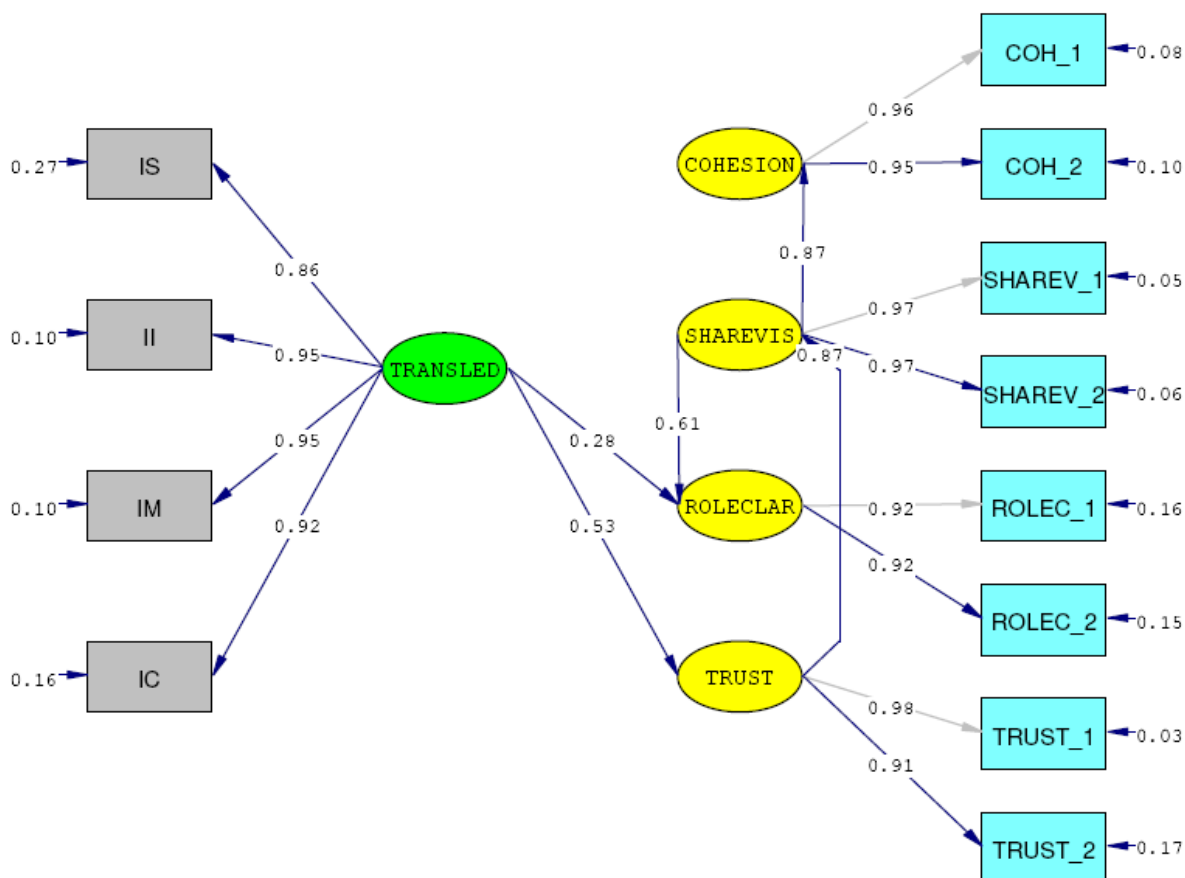 COH_1
0.08
0.96
0.27
IS
COHESION
0.95
COH_2
0.10
0.86
0.87
SHAREV_1
0.05
0.97
0.10
II
0.95
TRANSLED
SHAREVIS
0.87
0.97
SHAREV_2
0.06
0.61
0.95
0.28
0.10
IM
ROLECLAR
0.92
ROLEC_1
0.16
0.92
0.53
0.92
ROLEC_2
0.15
0.16
IC
TRUST
0.98
TRUST_1
0.03
0.91
TRUST_2
0.17